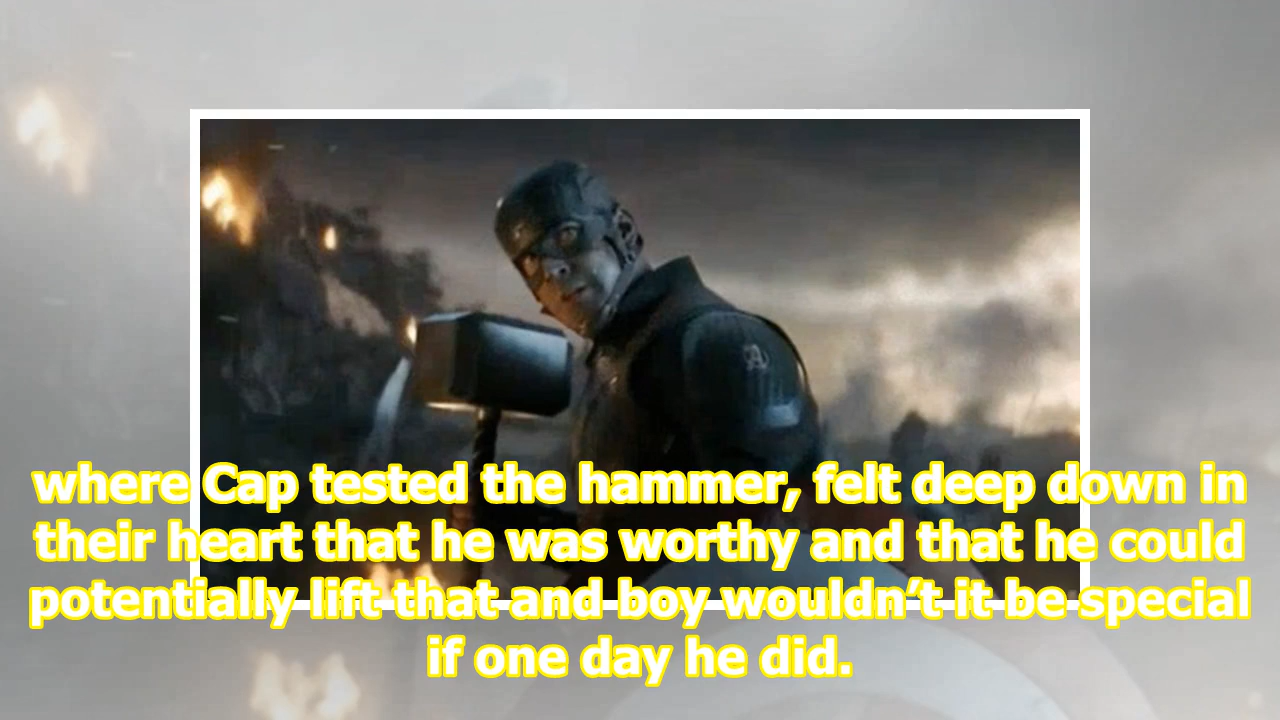 where Cap tested the hammer, felt deep down in
their heart that he was worthy and that he could
potentially lift that and boy wouldn’t it be special
if one day he did.